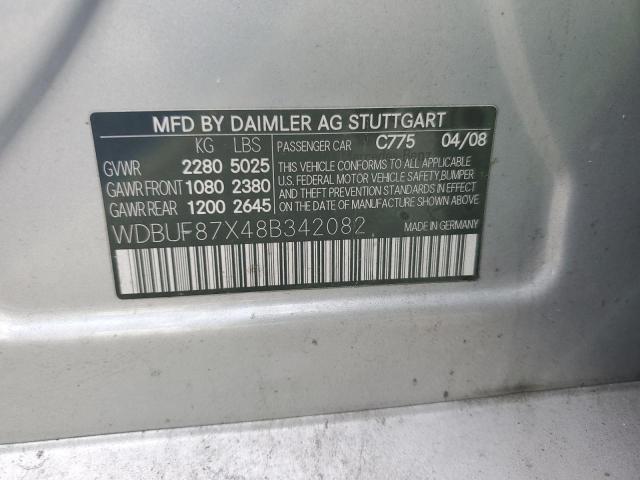 MFD BY DAIMLER AG STUTTGART
KG LBS PASSENGER CAR C775 04/08
GVWR 2280 5025 THIS VEHICLE CONFORMS TO ALL APPLICABLE
GAWR FRONT 1080 2380 U.S. FEDERAL MOTOR VEHICLE SAFETY, BUMPER
AND THEFT PREVENTION STANDARDS IN EFFECT
GAWR REAR 1200 2645 ON THE DATE OF MANUFACTURE SHOWN ABOVE.
WDBUF87X48B342082
MADE IN GERMANY